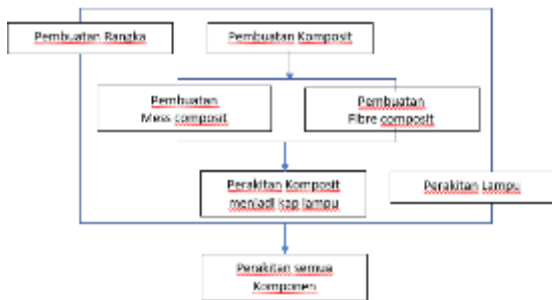 Pembuatan Rangka
Pembuatan Komposit
Pembuatan
Mess composit
Pembuatan
Fibre composit
Perakitan Komposit
menjadi kap lampu
Perakitan Lampu
Perakitan semua
Komponen